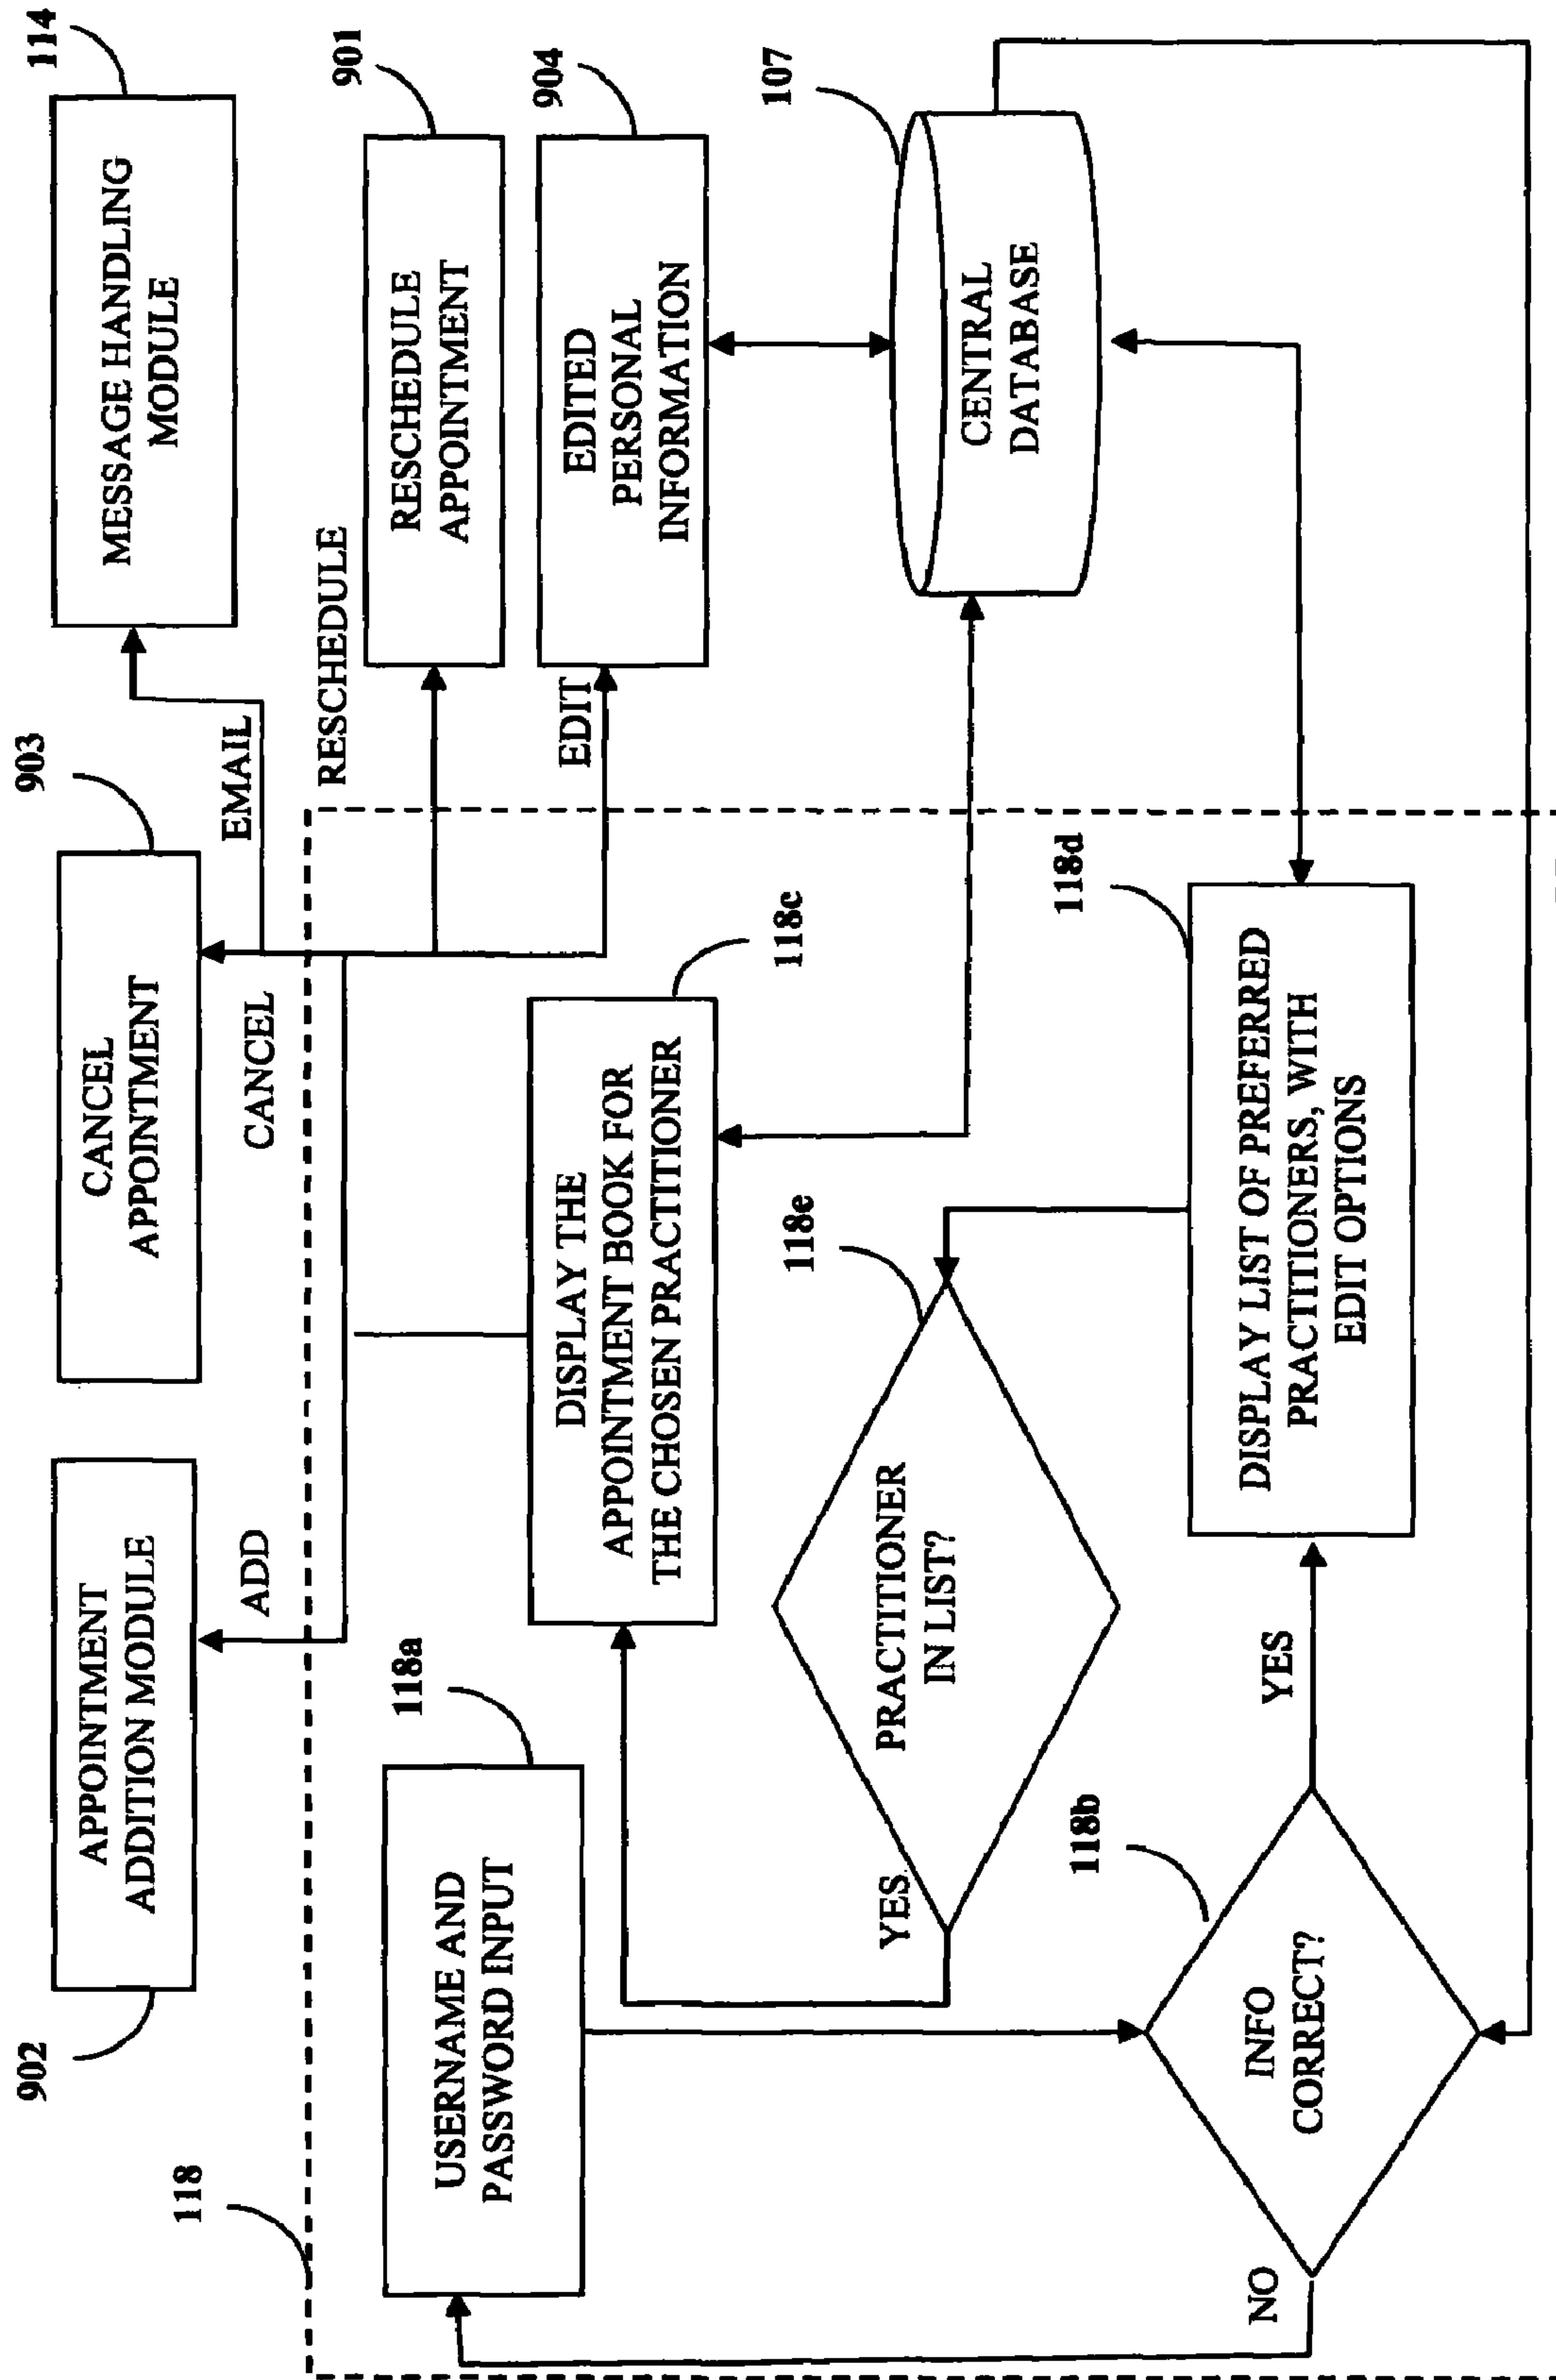 902
APPOINTMENT
ADDITION MODULE
903
CANCEL
APPOINTMENT
114
MESSAGE HANDLING
MODULE
ADD
CANCEL
EMAIL
RESCHEDULE
118
118a
USERNAME AND
PASSWORD INPUT
901
RESCHEDULE
APPOINTMENT
EDIT
904
EDITED
PERSONAL
INFORMATION
DISPLAY THE
APPOINTMENT BOOK FOR
THE CHOSEN PRACTITIONER
118c
118e
107
YES
PRACTITIONER
IN LIST?
CENTRAL
DATABASE
118b
118d
NO
INFO
CORRECT?
YES
DISPLAY LIST OF PREFERRED
PRACTITIONERS, WITH
EDIT OPTIONS